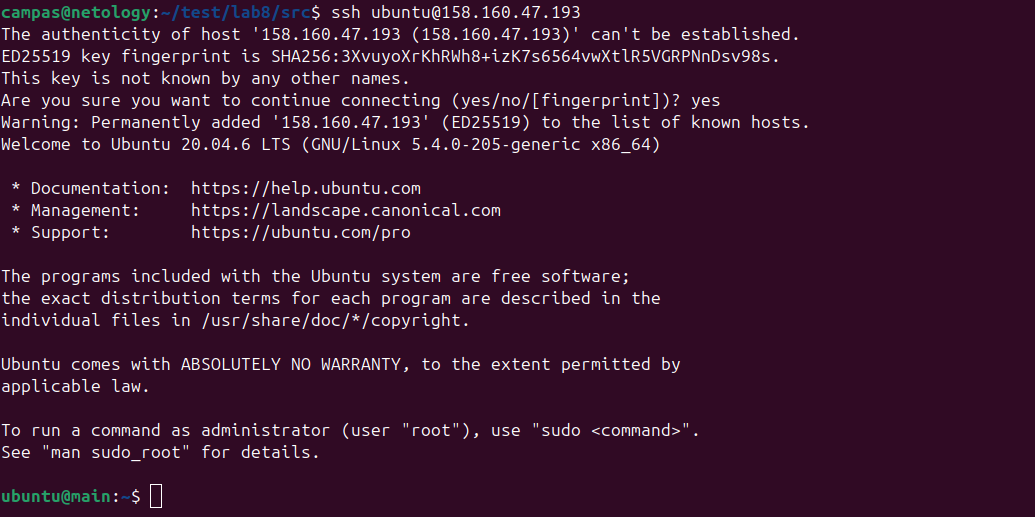 campas@netology:~/test/lab8/src$ ssh ubuntu@158.160.47.193
The authenticity of host '158.160.47.193 (158.160.47.193)' can't be established.
ED25519 key fingerprint is SHA256:3XvuyoXrKhRWh8+izK7s6564vwXtlR5VGRPNnDsv98s.
This key is not known by any other names.
Are you sure you want to continue connecting (yes/no/[fingerprint])? yes
Warning: Permanently added '158.160.47.193' (ED25519) to the list of known hosts.
Welcome to Ubuntu 20.04.6 LTS (GNU/Linux 5.4.0-205-generic x86_64)
 * Documentation:  https://help.ubuntu.com
 * Management:     https://landscape.canonical.com
 * Support:        https://ubuntu.com/pro
The programs included with the Ubuntu system are free software;
the exact distribution terms for each program are described in the
individual files in /usr/share/doc/*/copyright.
Ubuntu comes with ABSOLUTELY NO WARRANTY, to the extent permitted by
applicable law.
To run a command as administrator (user "root"), use "sudo <command>".
See "man sudo_root" for details.
ubuntu@main:~$